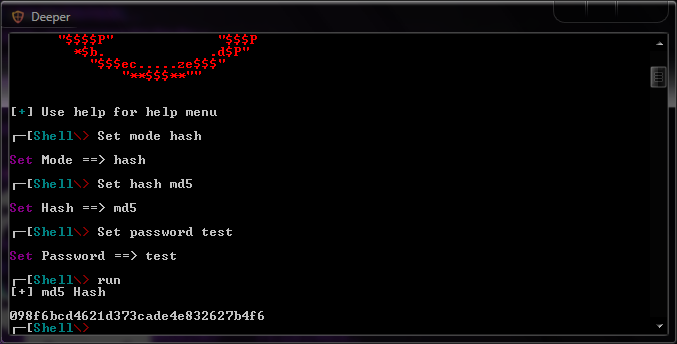 Deeper
"$$$$P" "$$$P
*$b. .d$P"
"$$$ec.....ze$$$"
"**$$$**""
[+] Use help for help menu
┌─[Shell\> Set mode hash
Set Mode ==> hash
┌─[Shell\> Set hash md5
Set Hash ==> md5
┌─[Shell\> Set password test
Set Password ==> test
┌─[Shell\> run
[+] md5 Hash
098f6bcd4621d373cade4e832627b4f6
┌─[Shell\>